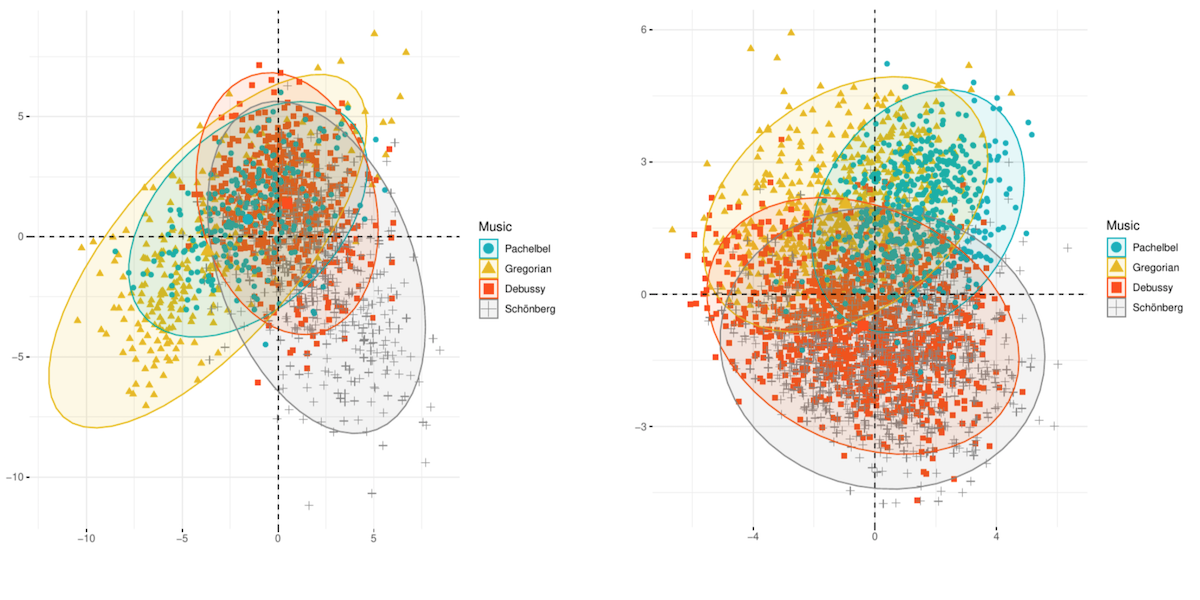 5
0
−5
−10
−10
−5
0
5
Music
Pachelbel
Gregorian
Debussy
Schönberg
6
3
0
−3
−4
0
4
Music
Pachelbel
Gregorian
Debussy
Schönberg